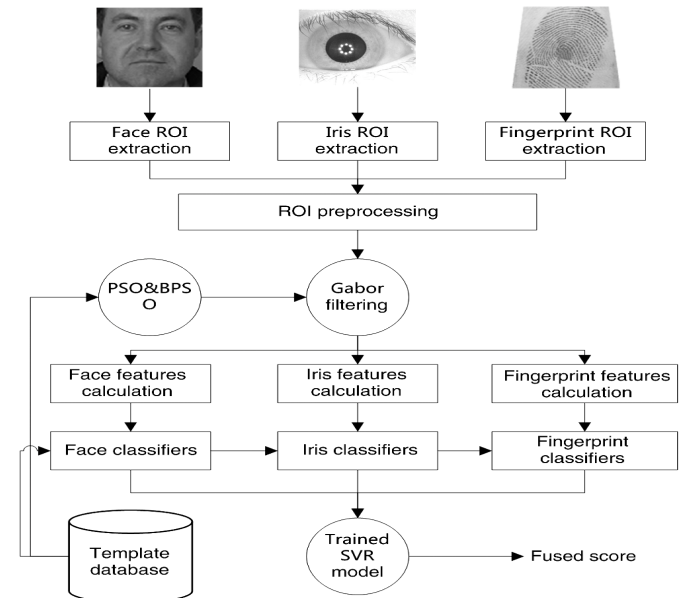 Face ROI
extraction
Iris ROI
extraction
Fingerprint ROI
extraction
ROI preprocessing
PSO&BPS
O
Gabor
filtering
Face features
calculation
Iris features
calculation
Fingerprint features
calculation
Face classifiers
Iris classifiers
Fingerprint
classifiers
Template
database
Trained
SVR
model
Fused score